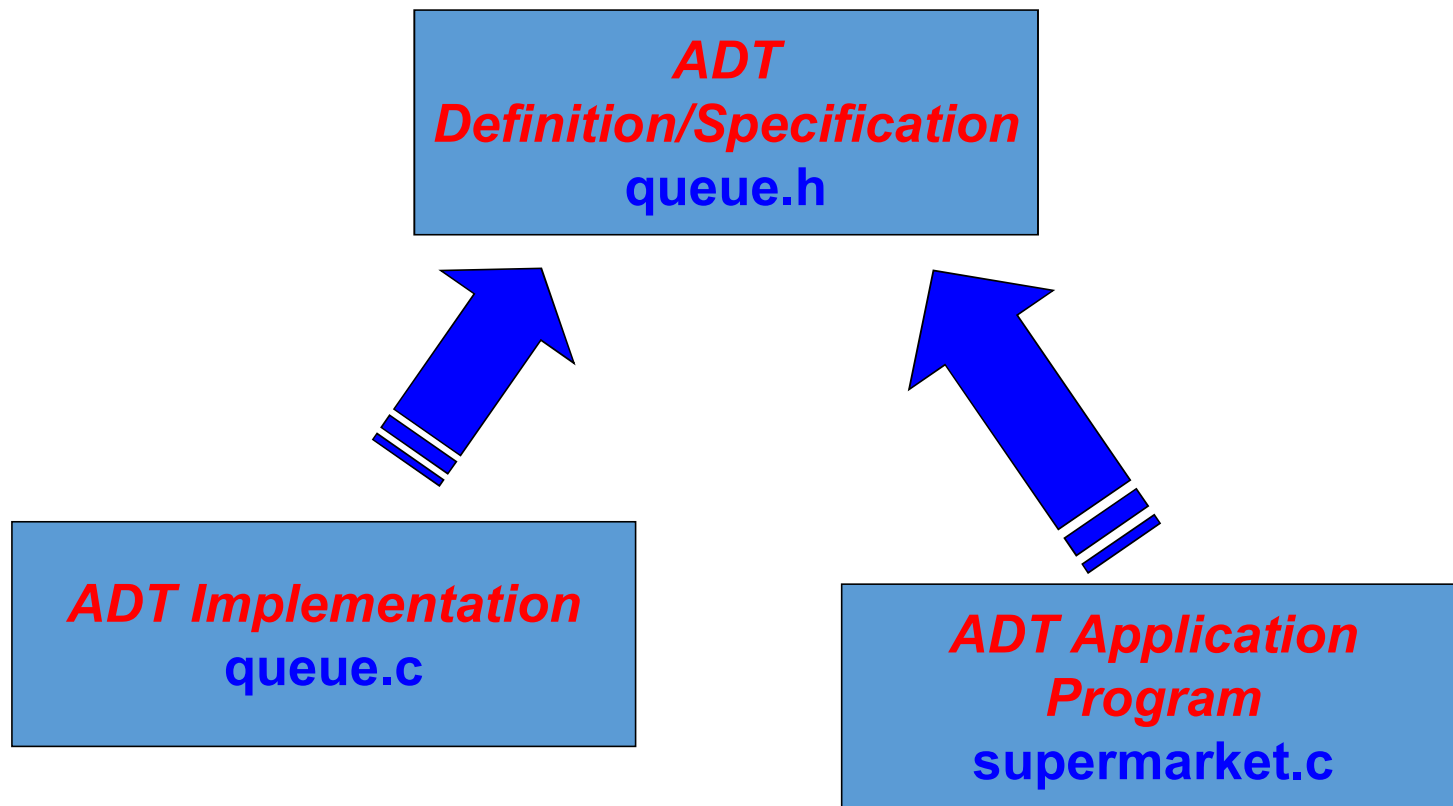 ADT
Definition/Specification
queue.h
ADT Implementation
queue.c
ADT Application
Program
supermarket.c